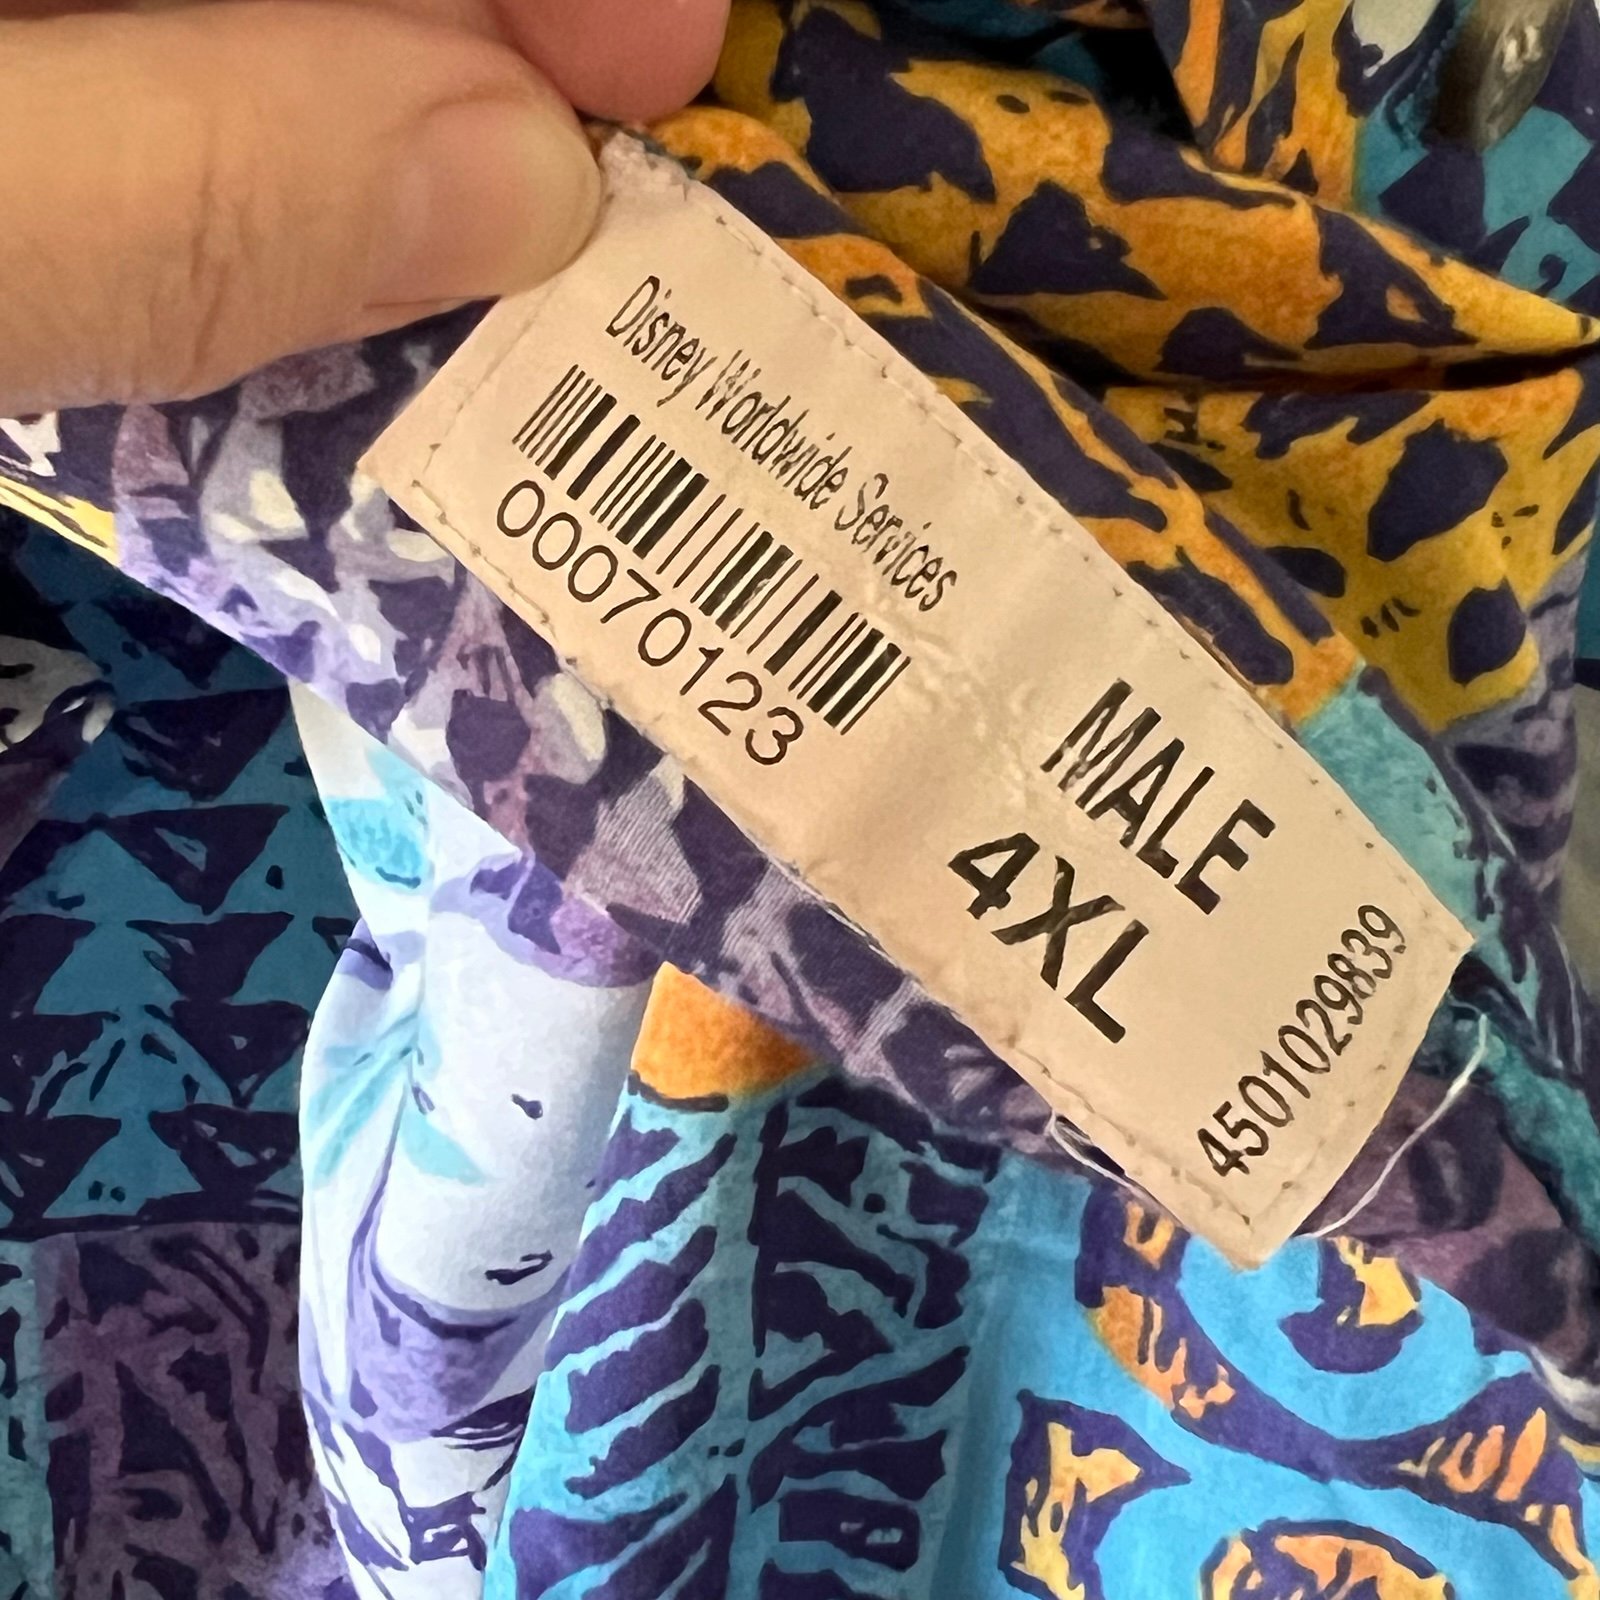 Disney Worldwide Services
00070123
MALE
4XL
4501029839